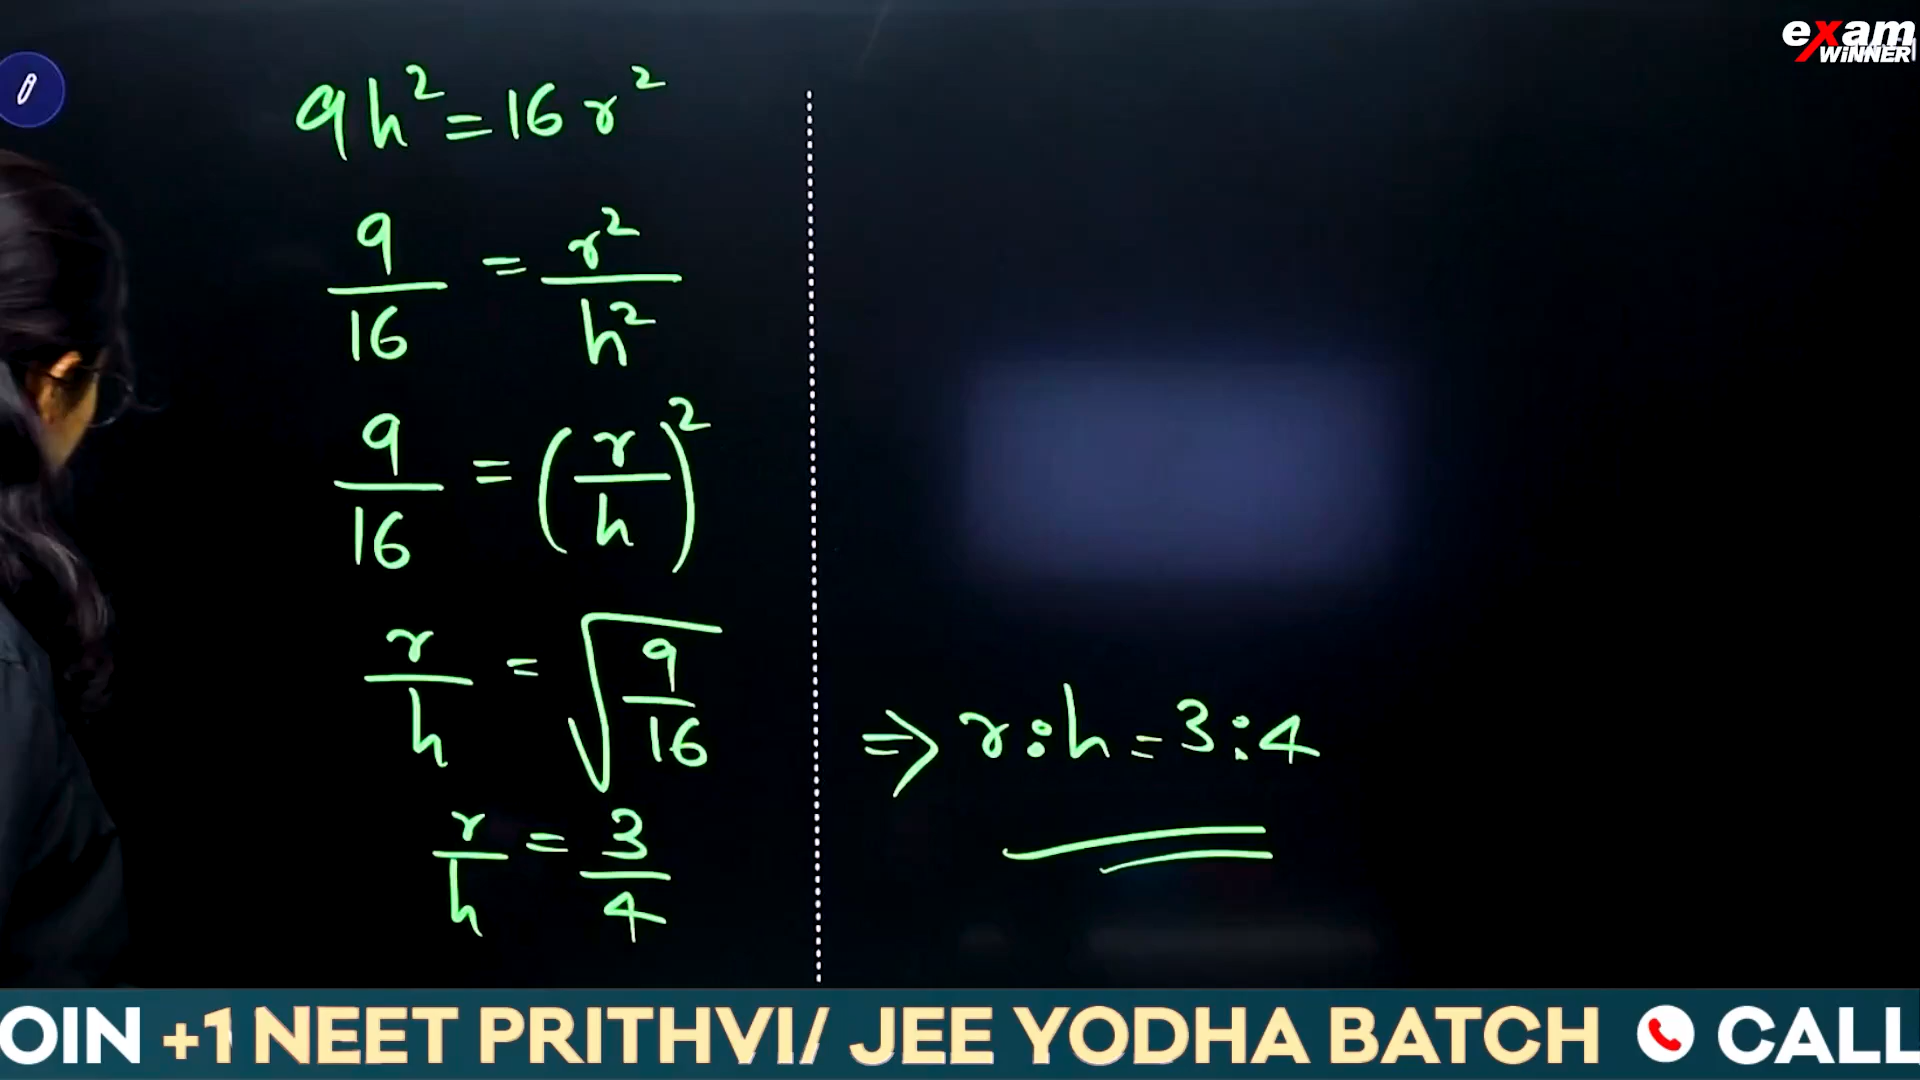 exam
WiNNER
9h²=16r²
9/16 = r²/h²
9/16 = (r/h)²
r/h = √(9/16)
⇒ r:h = 3:4
r/h = 3/4
OIN +1 NEET PRITHVI/ JEE YODHA BATCH CALL